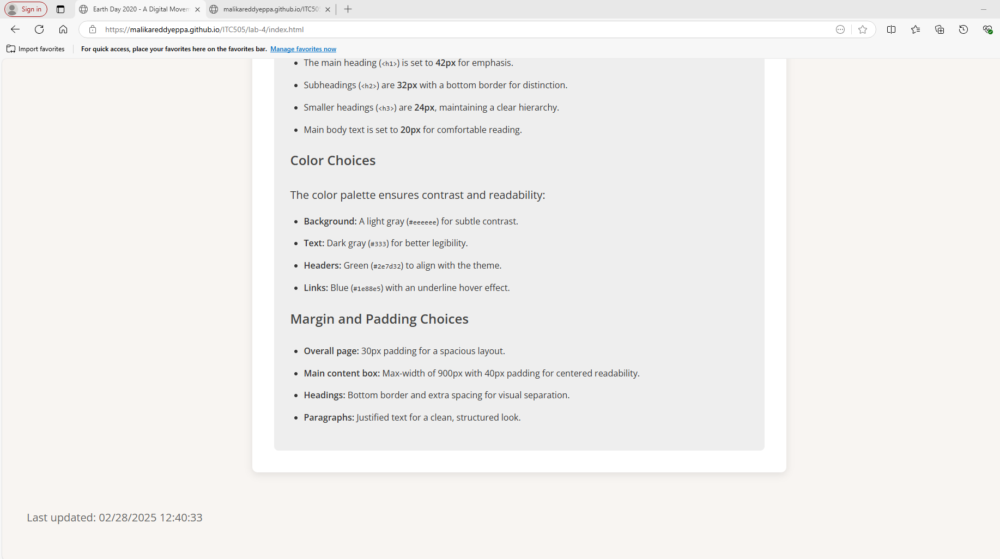 Sign in
Earth Day 2020 - A Digital Movem
malikareddyeppa.github.io/ITC50
https://malikareddyeppa.github.io/ITC505/lab-4/index.html
Import favorites
For quick access, place your favorites here on the favorites bar. Manage favorites now
• The main heading (<h1>) is set to 42px for emphasis.
• Subheadings (<h2>) are 32px with a bottom border for distinction.
• Smaller headings (<h3>) are 24px, maintaining a clear hierarchy.
• Main body text is set to 20px for comfortable reading.
Color Choices
The color palette ensures contrast and readability:
• Background: A light gray (#eeeeee) for subtle contrast.
• Text: Dark gray (#333) for better legibility.
• Headers: Green (#2e7d32) to align with the theme.
• Links: Blue (#1e88e5) with an underline hover effect.
Margin and Padding Choices
• Overall page: 30px padding for a spacious layout.
• Main content box: Max-width of 900px with 40px padding for centered readability.
• Headings: Bottom border and extra spacing for visual separation.
• Paragraphs: Justified text for a clean, structured look.
Last updated: 02/28/2025 12:40:33